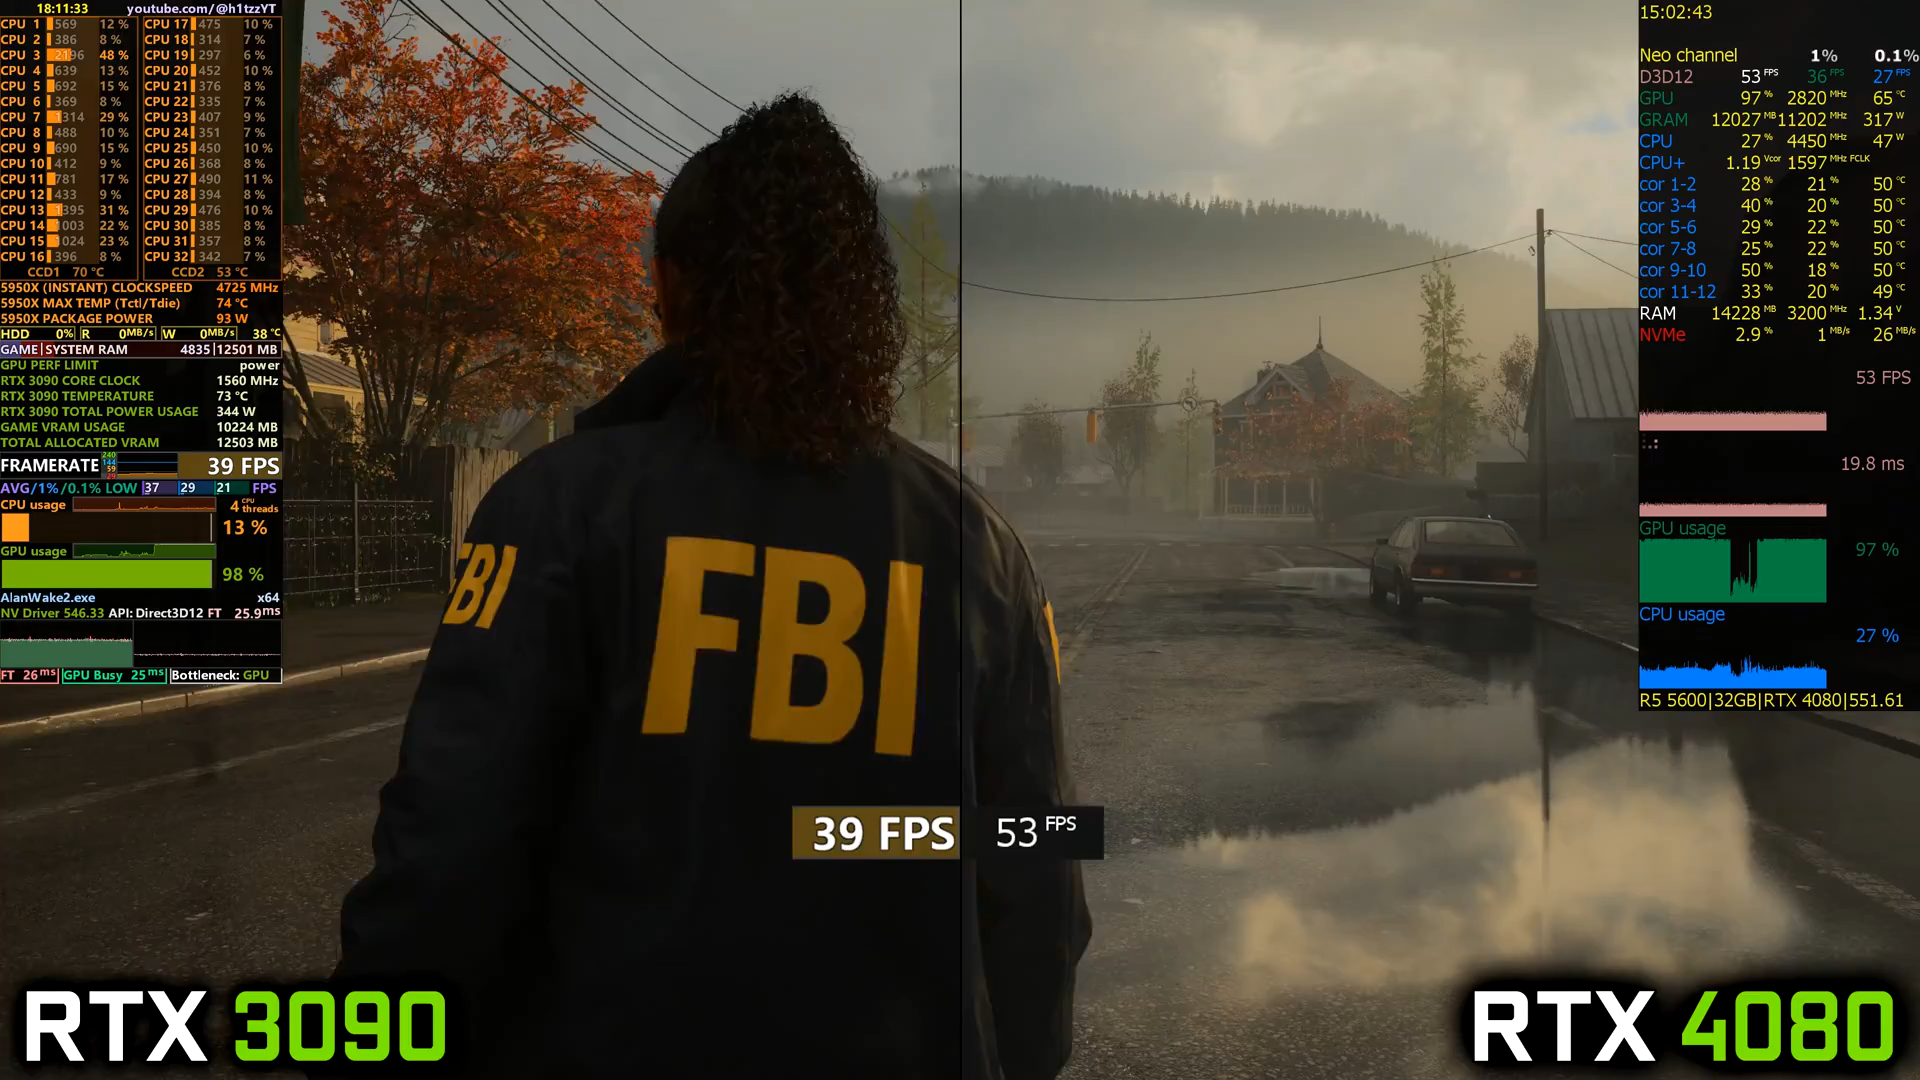 18:11:33 youtube.com/@h1tzzYT
CPU 1 569 12 % CPU 17 475 10 %
CPU 2 386 8 % CPU 18 314 7 %
CPU 3 2196 48 % CPU 19 297 6 %
CPU 4 639 13 % CPU 20 452 10 %
CPU 5 692 15 % CPU 21 376 8 %
CPU 6 369 8 % CPU 22 335 7 %
CPU 7 1314 29 % CPU 23 407 9 %
CPU 8 488 10 % CPU 24 351 7 %
CPU 9 690 15 % CPU 25 450 10 %
CPU 10 412 9 % CPU 26 368 8 %
CPU 11 781 17 % CPU 27 490 11 %
CPU 12 433 9 % CPU 28 394 8 %
CPU 13 1395 31 % CPU 29 476 10 %
CPU 14 1003 22 % CPU 30 385 8 %
CPU 15 1024 23 % CPU 31 357 8 %
CPU 16 396 8 % CPU 32 342 7 %
CCD1 70 °C CCD2 53 °C
5950X (INSTANT) CLOCKSPEED 4725 MHz
5950X MAX TEMP (Tctl/Tdie) 74 °C
5950X PACKAGE POWER 93 W
HDD 0% R 0MB/s W 0MB/s 38 °C
GAME|SYSTEM RAM 4835|12501 MB
GPU PERF LIMIT power
RTX 3090 CORE CLOCK 1560 MHz
RTX 3090 TEMPERATURE 73 °C
RTX 3090 TOTAL POWER USAGE 344 W
GAME VRAM USAGE 10224 MB
TOTAL ALLOCATED VRAM 12503 MB
FRAMERATE 240 144 59 39 FPS
AVG/1%/0.1% LOW 37 29 21 FPS
CPU usage 4 CPU threads
13 %
GPU usage
98 %
AlanWake2.exe x64
NV Driver 546.33 API: Direct3D12 FT 25.9ms
FT 26 ms GPU Busy 25 ms Bottleneck: GPU
15:02:43
Neo channel 1% 0.1%
D3D12 53 FPS 36 FPS 27 FPS
GPU 97 % 2820 MHz 65 °C
GRAM 12027 MB 11202 MHz 317 W
CPU 27 % 4450 MHz 47 W
CPU+ 1.19 Vcor 1597 MHz FCLK
cor 1-2 28 % 21 % 50 °C
cor 3-4 40 % 20 % 50 °C
cor 5-6 29 % 22 % 50 °C
cor 7-8 25 % 22 % 50 °C
cor 9-10 50 % 18 % 50 °C
cor 11-12 33 % 20 % 49 °C
RAM 14228 MB 3200 MHz 1.34 V
NVMe 2.9 % 1 MB/s 26 MB/s
53 FPS
19.8 ms
GPU usage
97 %
CPU usage
27 %
R5 5600|32GB|RTX 4080|551.61
FBI
FBI
39 FPS
53 FPS
RTX 3090
RTX 4080